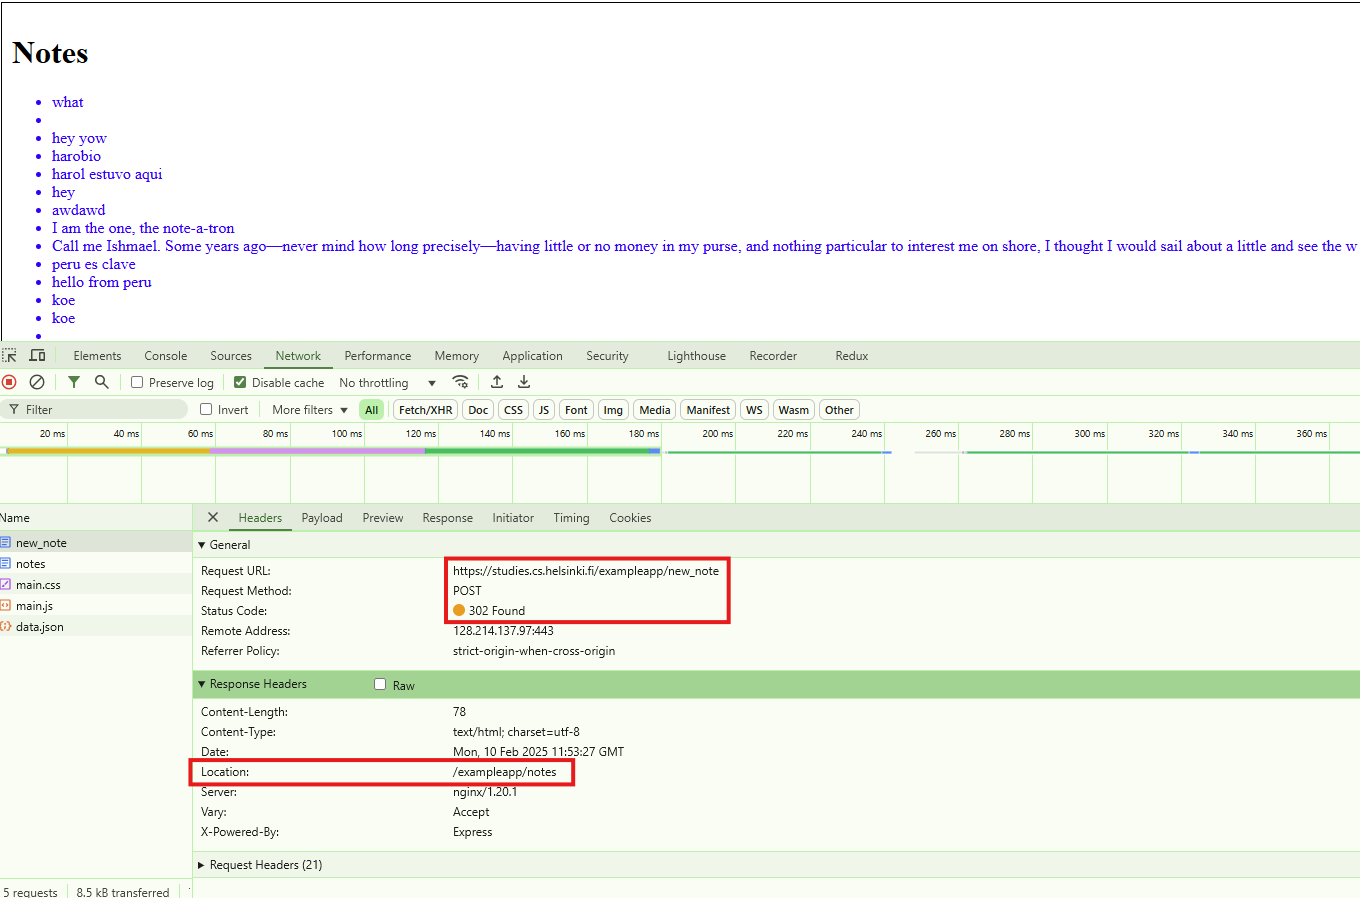 Notes
what
hey yow
harobio
harol estuvo aqui
hey
awdawd
I am the one, the note-a-tron
Call me Ishmael. Some years ago—never mind how long precisely—having little or no money in my purse, and nothing particular to interest me on shore, I thought I would sail about a little and see the w
peru es clave
hello from peru
koe
koe
Elements Console Sources Network Performance Memory Application Security Lighthouse Recorder Redux
Preserve log Disable cache No throttling
Filter Invert More filters All Fetch/XHR Doc CSS JS Font Img Media Manifest WS Wasm Other
20 ms 40 ms 60 ms 80 ms 100 ms 120 ms 140 ms 160 ms 180 ms 200 ms 220 ms 240 ms 260 ms 280 ms 300 ms 320 ms 340 ms 360 ms
Name Headers Payload Preview Response Initiator Timing Cookies
new_note
notes
main.css
main.js
data.json
General
Request URL: https://studies.cs.helsinki.fi/exampleapp/new_note
Request Method: POST
Status Code: 302 Found
Remote Address: 128.214.137.97:443
Referrer Policy: strict-origin-when-cross-origin
Response Headers Raw
Content-Length: 78
Content-Type: text/html; charset=utf-8
Date: Mon, 10 Feb 2025 11:53:27 GMT
Location: /exampleapp/notes
Server: nginx/1.20.1
Vary: Accept
X-Powered-By: Express
Request Headers (21)
5 requests 8.5 kB transferred